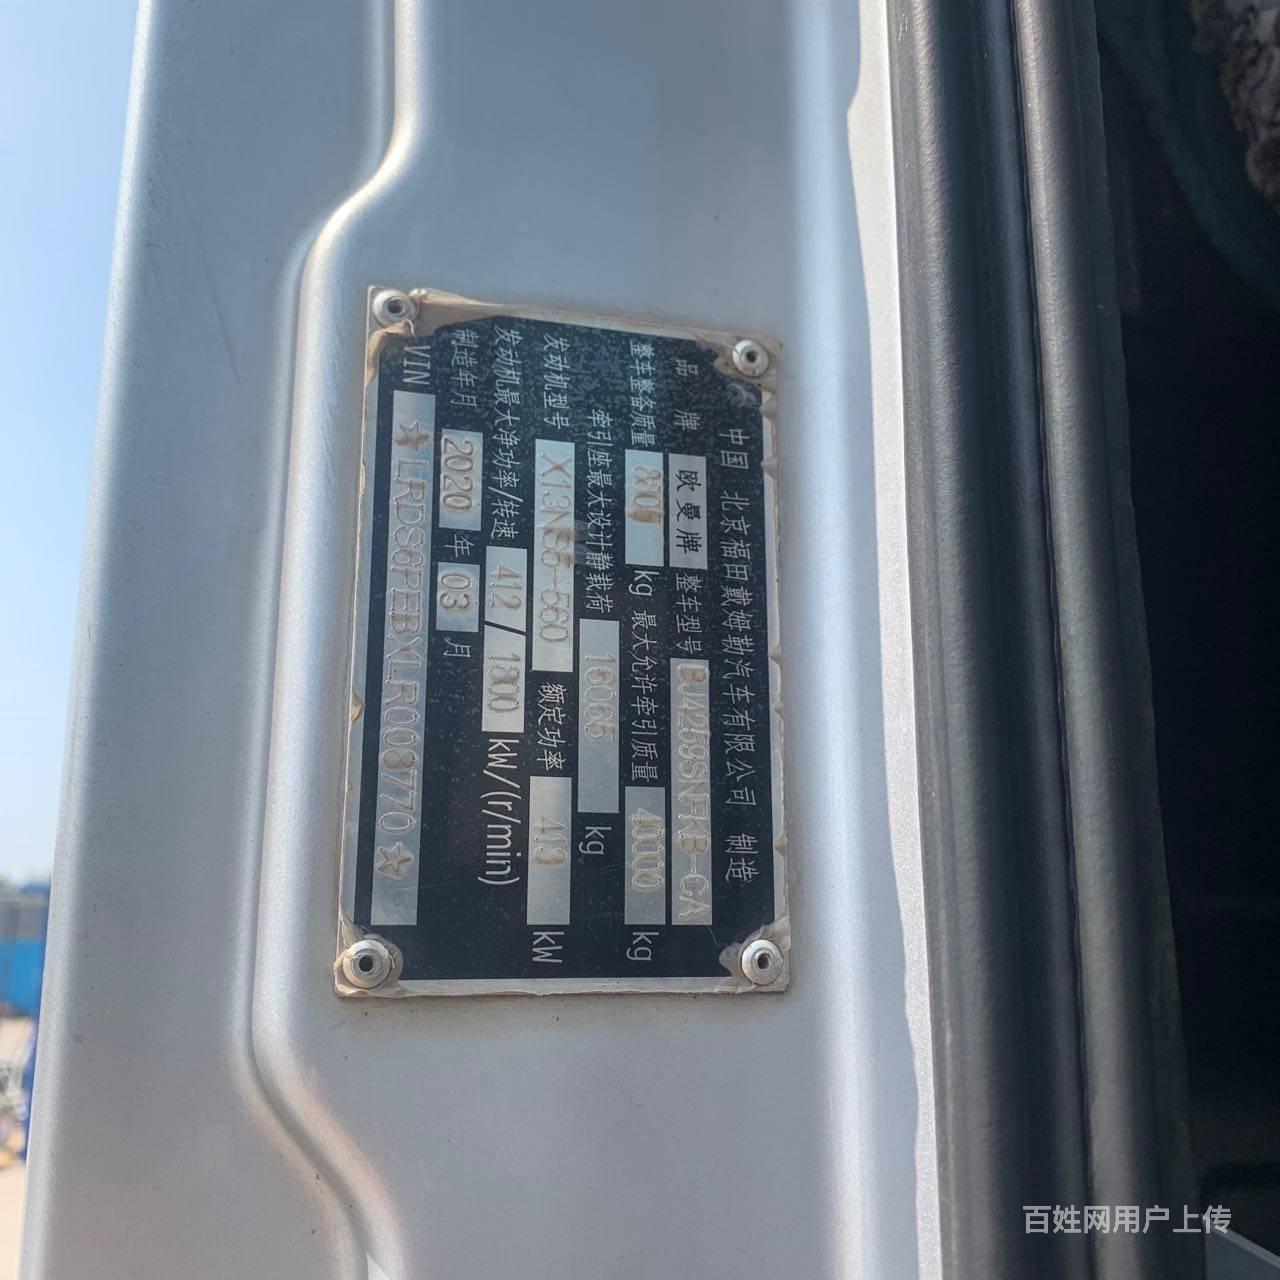 中国 北京福田戴姆勒汽车有限公司 制造
品牌 欧曼牌 整车型号 BJ4259SNFKB-CA
整车整备质量 8805 kg 最大允许牵引质量 40000 kg
牵引座最大设计静载荷 16065 kg
发动机型号 X13NS5-560 额定功率 413 kW
发动机最大净功率/转速 412/1800 kW/(r/min)
制造年月 2020 年 03 月
VIN ☆LRDS6PEBXLR008770☆
百姓网用户上传